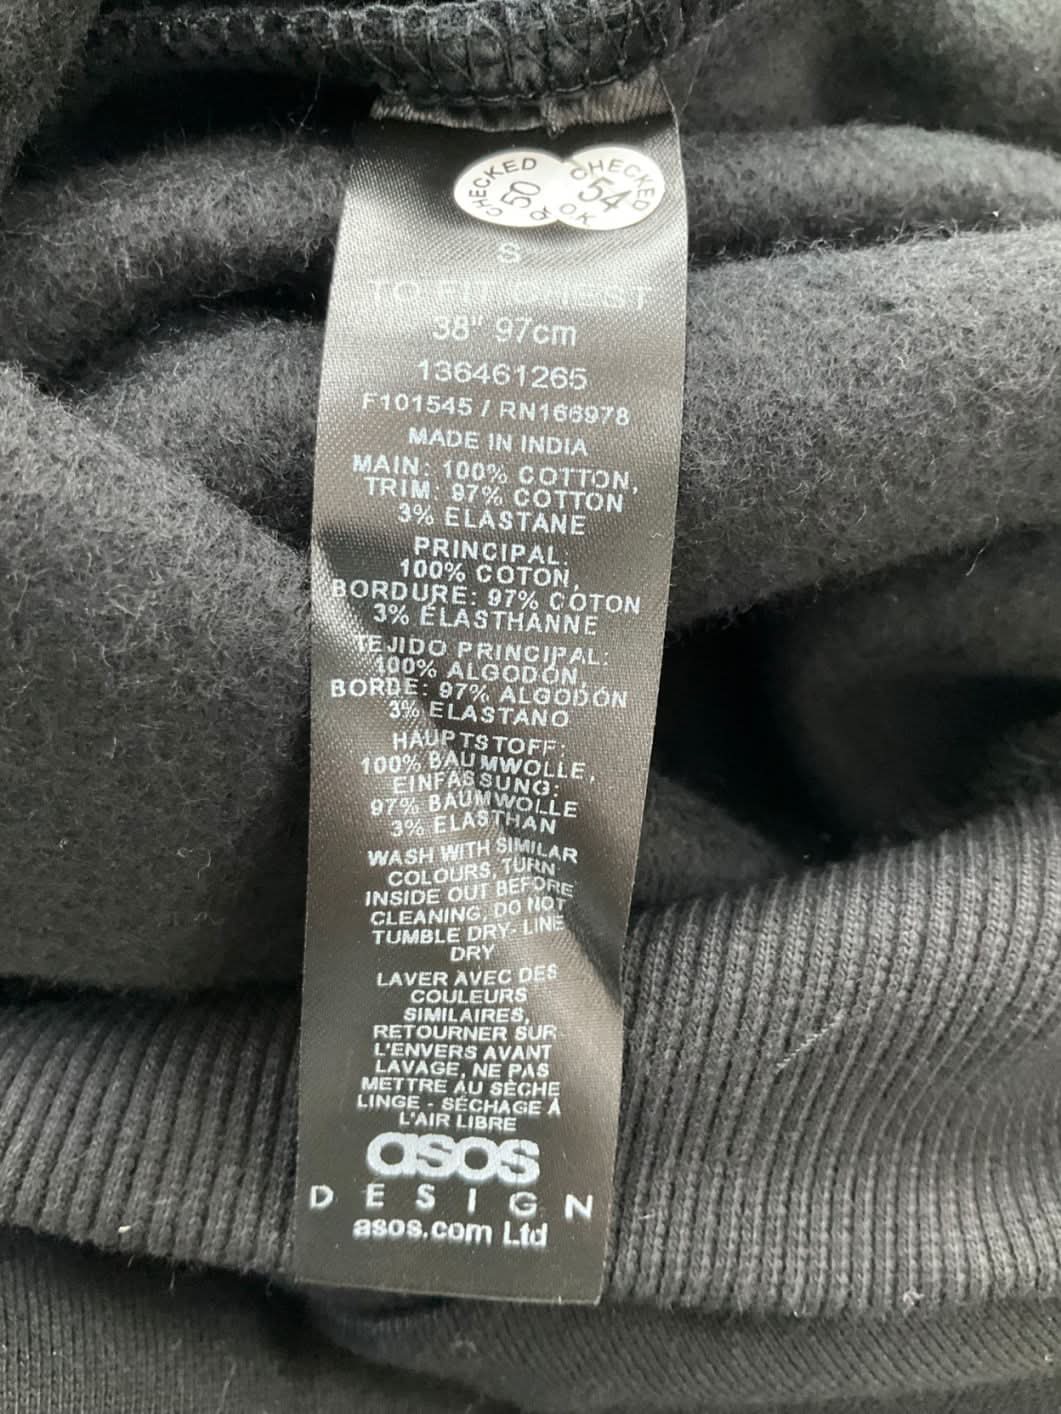 CHECKED 50
CHECKED 54 O.K
S
TO FIT CHEST
38" 97cm
136461265
F101545 / RN166978
MADE IN INDIA
MAIN: 100% COTTON,
TRIM: 97% COTTON
3% ELASTANE
PRINCIPAL:
100% COTON,
BORDURE: 97% COTON
3% ÉLASTHANNE
TEJIDO PRINCIPAL:
100% ALGODÓN,
BORDE: 97% ALGODÓN
3% ELASTANO
HAUPTSTOFF:
100% BAUMWOLLE,
EINFASSUNG:
97% BAUMWOLLE
3% ELASTHAN
WASH WITH SIMILAR
COLOURS, TURN
INSIDE OUT BEFORE
CLEANING, DO NOT
TUMBLE DRY- LINE
DRY
LAVER AVEC DES
COULEURS
SIMILAIRES,
RETOURNER SUR
L'ENVERS AVANT
LAVAGE, NE PAS
METTRE AU SÈCHE
LINGE - SÉCHAGE À
L'AIR LIBRE
asos
DESIGN
asos.com Ltd